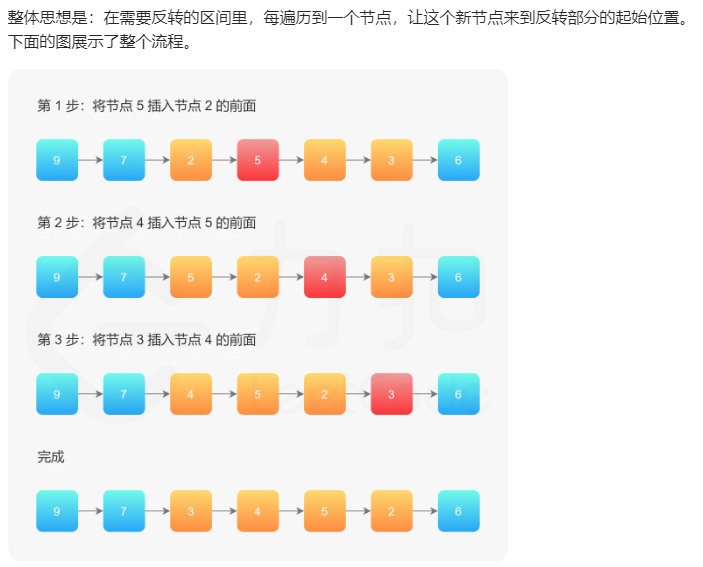 整体思想是：在需要反转的区间里，每遍历到一个节点，让这个新节点来到反转部分的起始位置。
下面的图展示了整个流程。
第 1 步：将节点 5 插入节点 2 的前面
9 7 2 5 4 3 6
第 2 步：将节点 4 插入节点 5 的前面
9 7 5 2 4 3 6
第 3 步：将节点 3 插入节点 4 的前面
9 7 4 5 2 3 6
完成
9 7 3 4 5 2 6
力扣